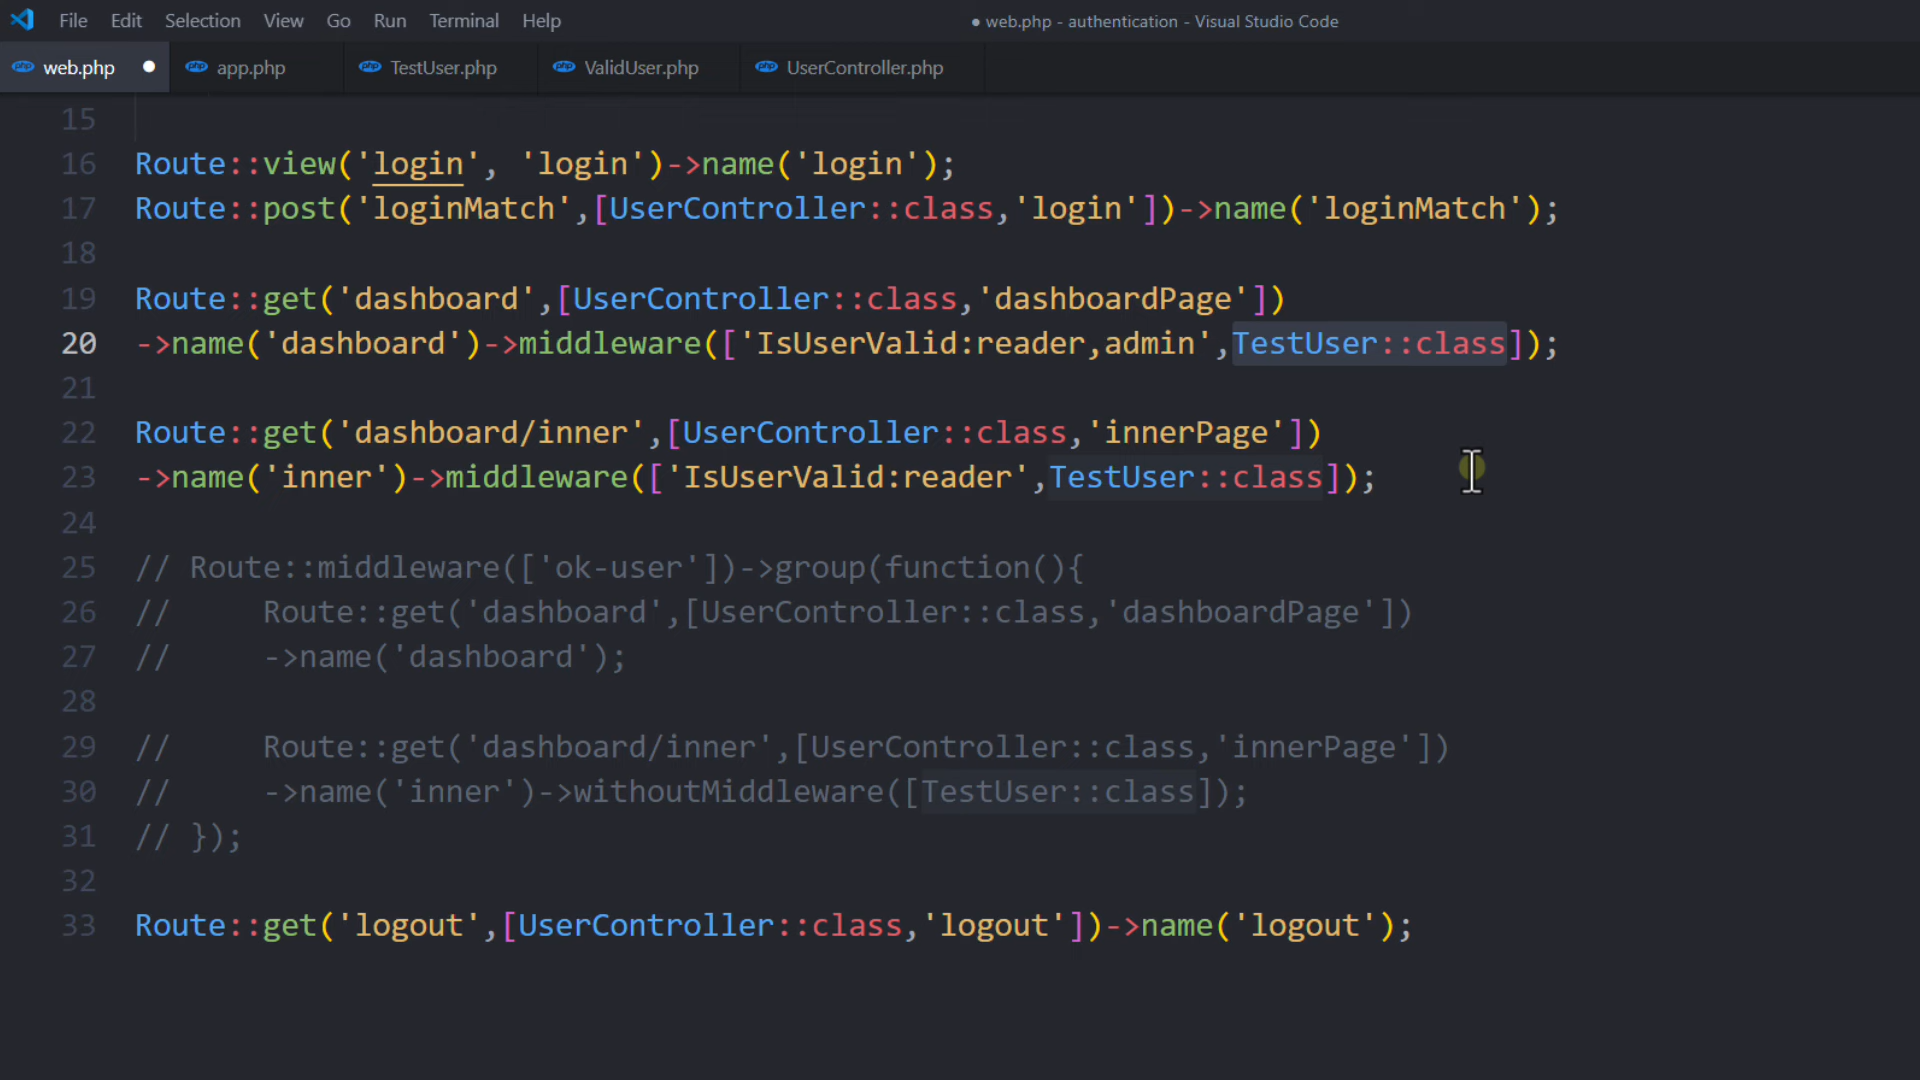 File Edit Selection View Go Run Terminal Help ● web.php - authentication - Visual Studio Code
php web.php ● php app.php php TestUser.php php ValidUser.php php UserController.php
15
16 Route::view('login', 'login')->name('login');
17 Route::post('loginMatch',[UserController::class,'login'])->name('loginMatch');
18
19 Route::get('dashboard',[UserController::class,'dashboardPage'])
20 ->name('dashboard')->middleware(['IsUserValid:reader,admin',TestUser::class]);
21
22 Route::get('dashboard/inner',[UserController::class,'innerPage'])
23 ->name('inner')->middleware(['IsUserValid:reader',TestUser::class]);
24
25 // Route::middleware(['ok-user'])->group(function(){
26 //     Route::get('dashboard',[UserController::class,'dashboardPage'])
27 //     ->name('dashboard');
28
29 //     Route::get('dashboard/inner',[UserController::class,'innerPage'])
30 //     ->name('inner')->withoutMiddleware([TestUser::class]);
31 // });
32
33 Route::get('logout',[UserController::class,'logout'])->name('logout');